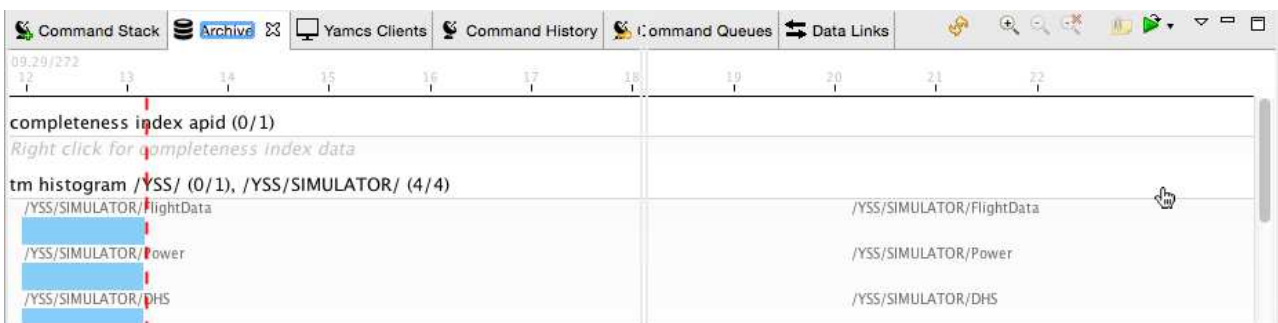 Command Stack Archive Yamcs Clients Command History Command Queues Data Links
09.29/272
12 13 14 15 16 17 18 19 20 21 22
completeness index apid (0/1)
Right click for completeness index data
tm histogram /YSS/ (0/1), /YSS/SIMULATOR/ (4/4)
/YSS/SIMULATOR/FlightData /YSS/SIMULATOR/FlightData
/YSS/SIMULATOR/Power /YSS/SIMULATOR/Power
/YSS/SIMULATOR/DHS /YSS/SIMULATOR/DHS